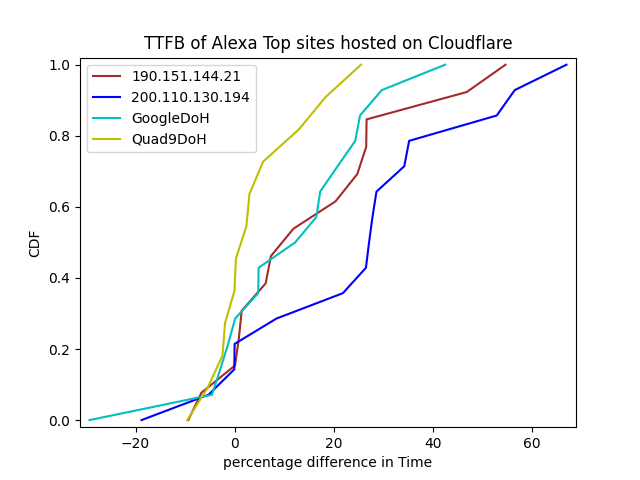 TTFB of Alexa Top sites hosted on Cloudflare
190.151.144.21
200.110.130.194
GoogleDoH
Quad9DoH
CDF
1.0
0.8
0.6
0.4
0.2
0.0
−20 0 20 40 60
percentage difference in Time